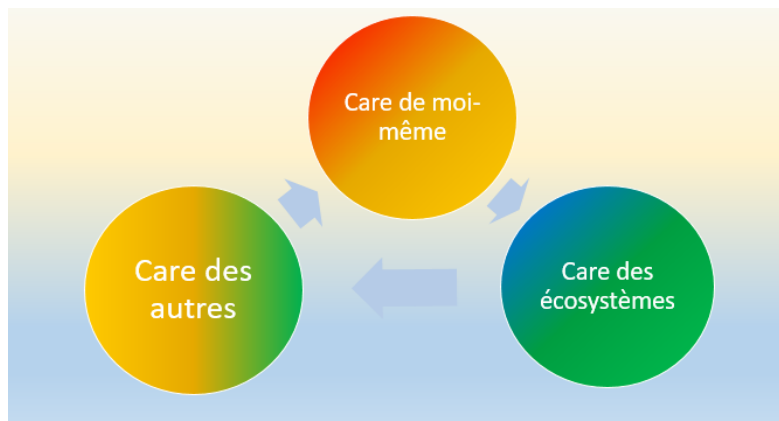 Care de moi-
même
Care des
autres
Care des
écosystèmes